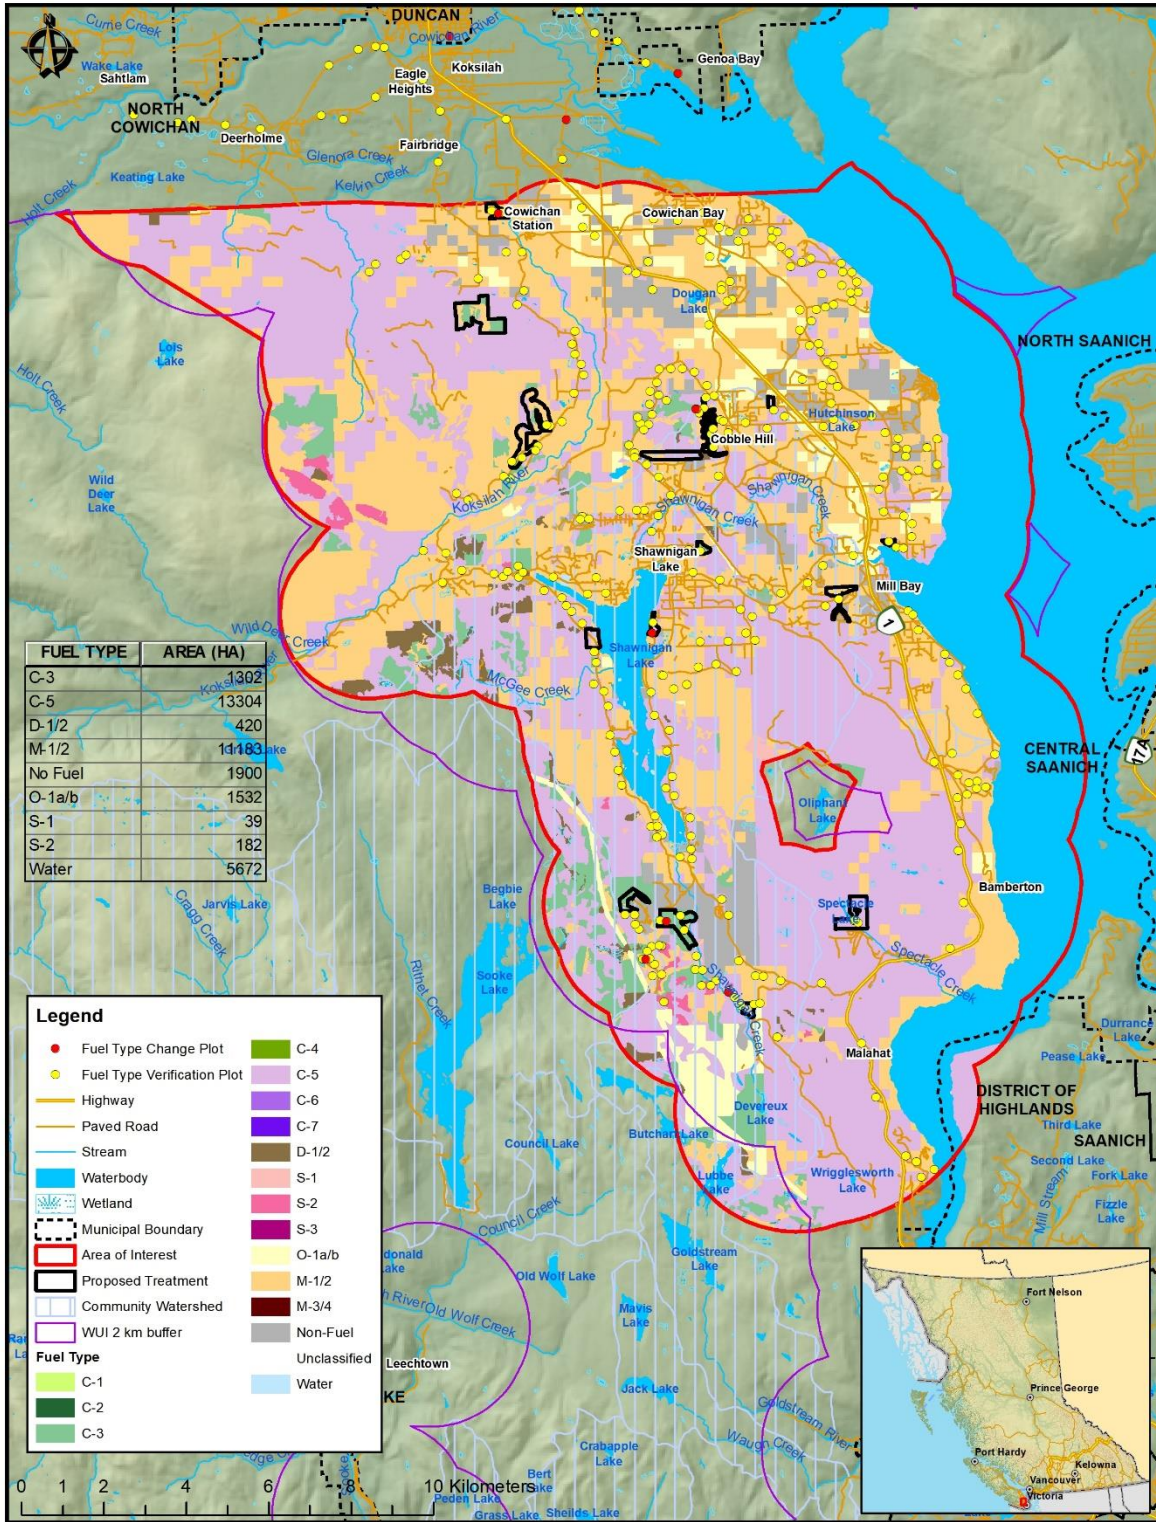 DUNCAN
Currie Creek
Cowichan River
Wake Lake
Sahtlam
Eagle
Heights
Koksilah
Genoa Bay
NORTH
COWICHAN
Deerholme
Fairbridge
Glenora Creek
Keating Lake
Kelvin Creek
Holt Creek
Cowichan
Station
Cowichan Bay
Dougan
Lake
NORTH SAANICH
Lois
Lake
Holt Creek
Hutchinson
Lake
Cobble Hill
Wild
Deer
Lake
Koksilah River
Shawnigan Creek
Shawnigan Creek
Shawnigan
Lake
Mill Bay
1
Wild Deer Creek
Shawnigan
Lake
McGee Creek
FUEL TYPE AREA (HA)
C-3 1302
C-5 13304
D-1/2 420
M-1/2 11183
No Fuel 1900
O-1a/b 1532
S-1 39
S-2 182
Water 5672
CENTRAL
SAANICH
17A
Oliphant
Lake
Bamberton
Begbie
Lake
Jarvis Lake
Cragg Creek
Spectacle
Lake
Spectacle Creek
Sooke
Lake
Rithet Creek
Shawnigan Creek
Malahat
Durrance
Lake
Pease Lake
DISTRICT OF
HIGHLANDS
Third Lake
SAANICH
Second Lake
Fork Lake
Fizzle
Lake
Mill Stream
Devereux
Lake
Butchart Lake
Council Lake
Lubbe
Lake
Wrigglesworth
Lake
Council Creek
Goldstream
Lake
Old Wolf Lake
Old Wolf Creek
Mavis
Lake
Leechtown
Jack Lake
Goldstream River
Waugh Creek
Crabapple
Lake
Bert
Lake
Peden Lake
Grass Lake
Sheilds Lake
Legend
Fuel Type Change Plot
Fuel Type Verification Plot
Highway
Paved Road
Stream
Waterbody
Wetland
Municipal Boundary
Area of Interest
Proposed Treatment
Community Watershed
WUI 2 km buffer
Fuel Type
C-1
C-2
C-3
C-4
C-5
C-6
C-7
D-1/2
S-1
S-2
S-3
O-1a/b
M-1/2
M-3/4
Non-Fuel
Unclassified
Water
0 1 2 4 6 8 10 Kilometers
Fort Nelson
Prince George
Port Hardy
Kelowna
Vancouver
Victoria